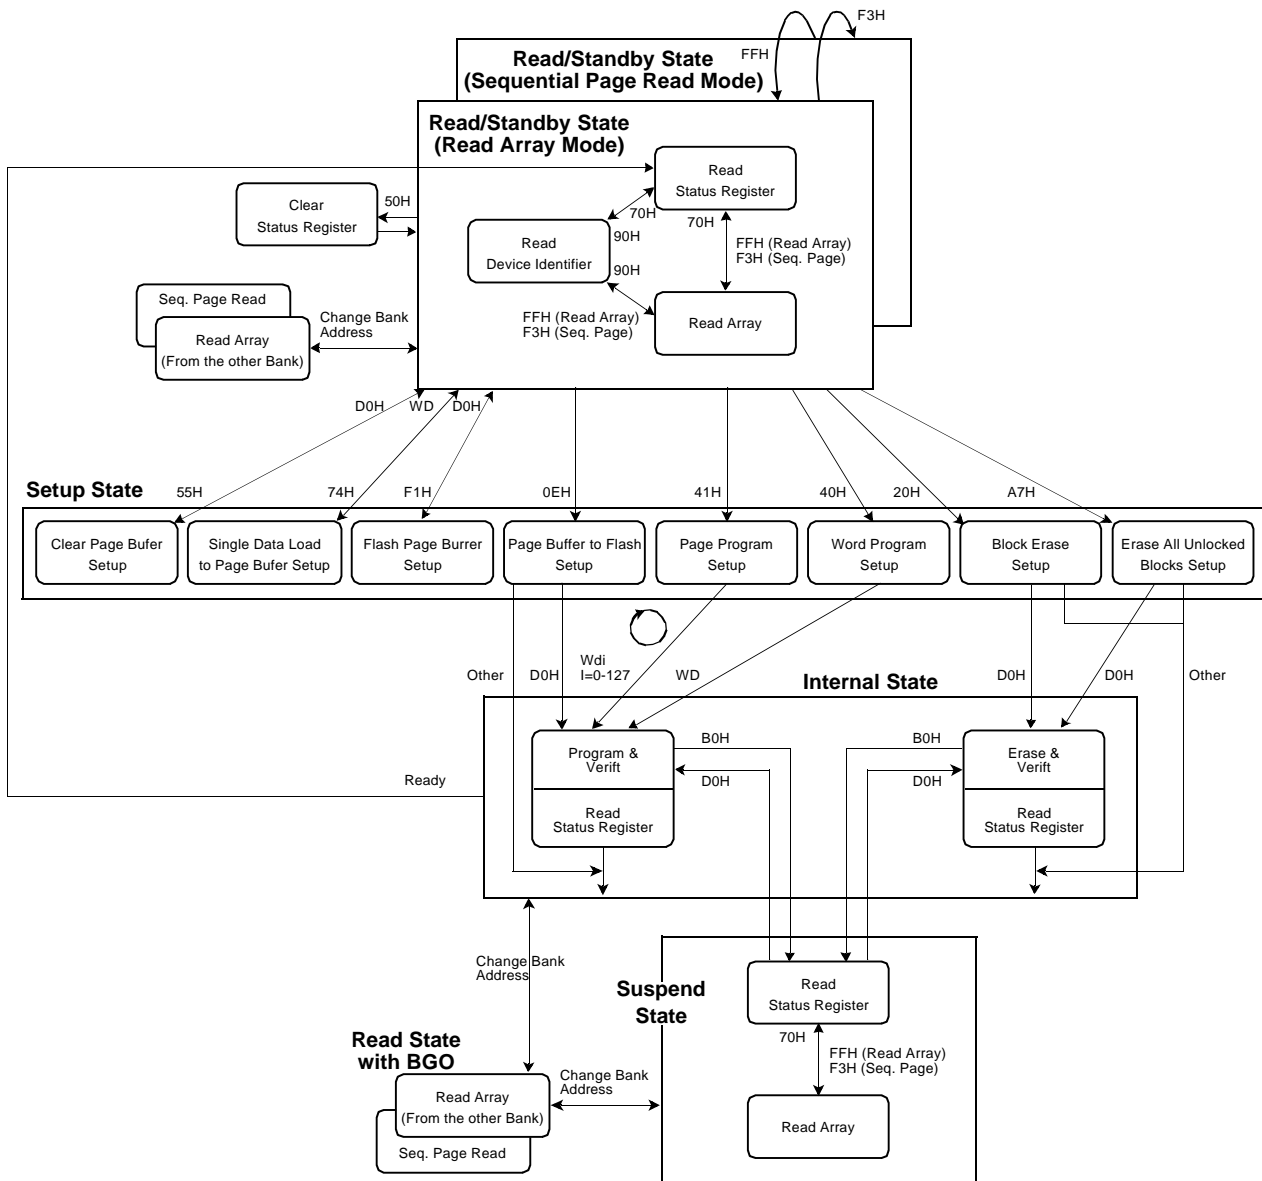 F3H
FFH
Read/Standby State
(Sequential Page Read Mode)
Read/Standby State
(Read Array Mode)
Read
Status Register
Clear
Status Register
50H
70H
70H
90H
Read
Device Identifier
FFH (Read Array)
F3H (Seq. Page)
90H
Seq. Page Read
Read Array
(From the other Bank)
Change Bank
Address
FFH (Read Array)
F3H (Seq. Page)
Read Array
D0H
WD
D0H
Setup State
55H
74H
F1H
0EH
41H
40H
20H
A7H
Clear Page Bufer
Setup
Single Data Load
to Page Bufer Setup
Flash Page Burrer
Setup
Page Buffer to Flash
Setup
Page Program
Setup
Word Program
Setup
Block Erase
Setup
Erase All Unlocked
Blocks Setup
Other
D0H
Wdi
I=0-127
WD
Internal State
D0H
D0H
Other
Program &
Verift
Read
Status Register
B0H
D0H
B0H
D0H
Erase &
Verift
Read
Status Register
Ready
Change Bank
Address
Suspend
State
Read
Status Register
70H
FFH (Read Array)
F3H (Seq. Page)
Read Array
Read State
with BGO
Change Bank
Address
Read Array
(From the other Bank)
Seq. Page Read